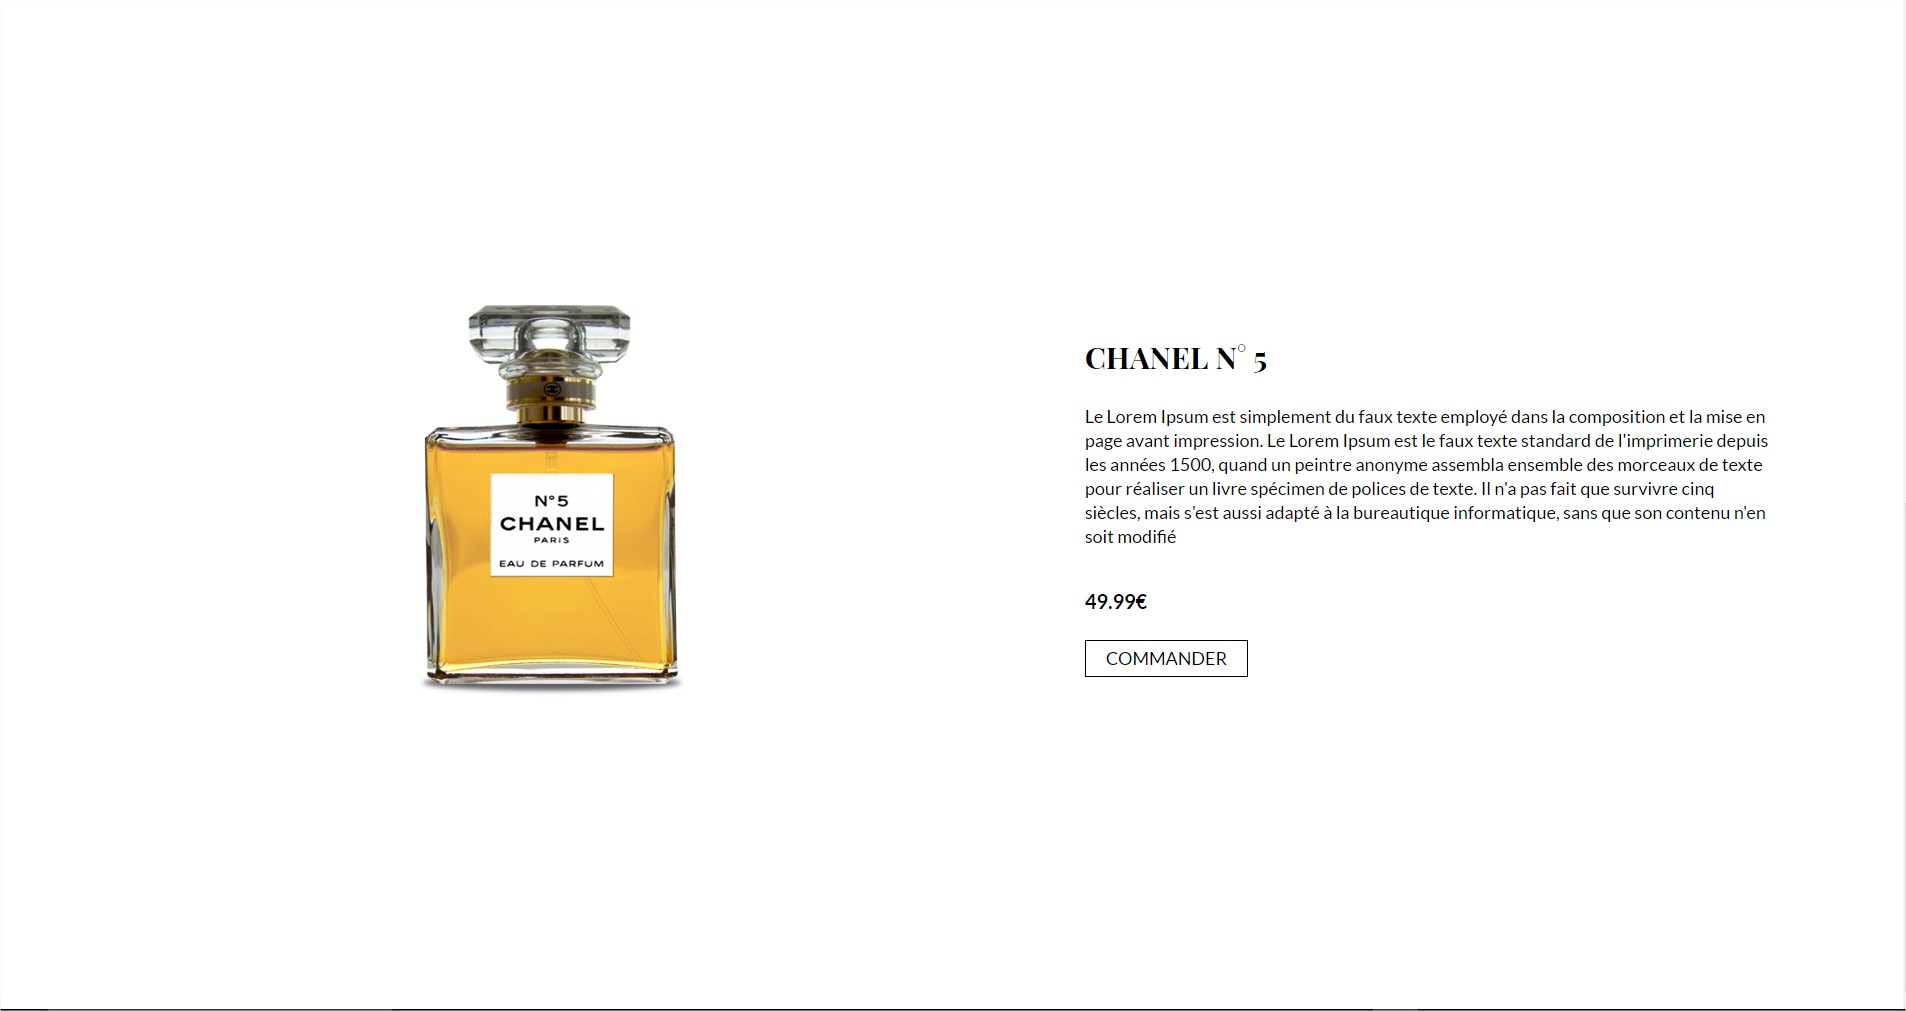 N°5
CHANEL
PARIS
EAU DE PARFUM
CHANEL N° 5
Le Lorem Ipsum est simplement du faux texte employé dans la composition et la mise en
page avant impression. Le Lorem Ipsum est le faux texte standard de l'imprimerie depuis
les années 1500, quand un peintre anonyme assembla ensemble des morceaux de texte
pour réaliser un livre spécimen de polices de texte. Il n'a pas fait que survivre cinq
siècles, mais s'est aussi adapté à la bureautique informatique, sans que son contenu n'en
soit modifié
49.99€
COMMANDER